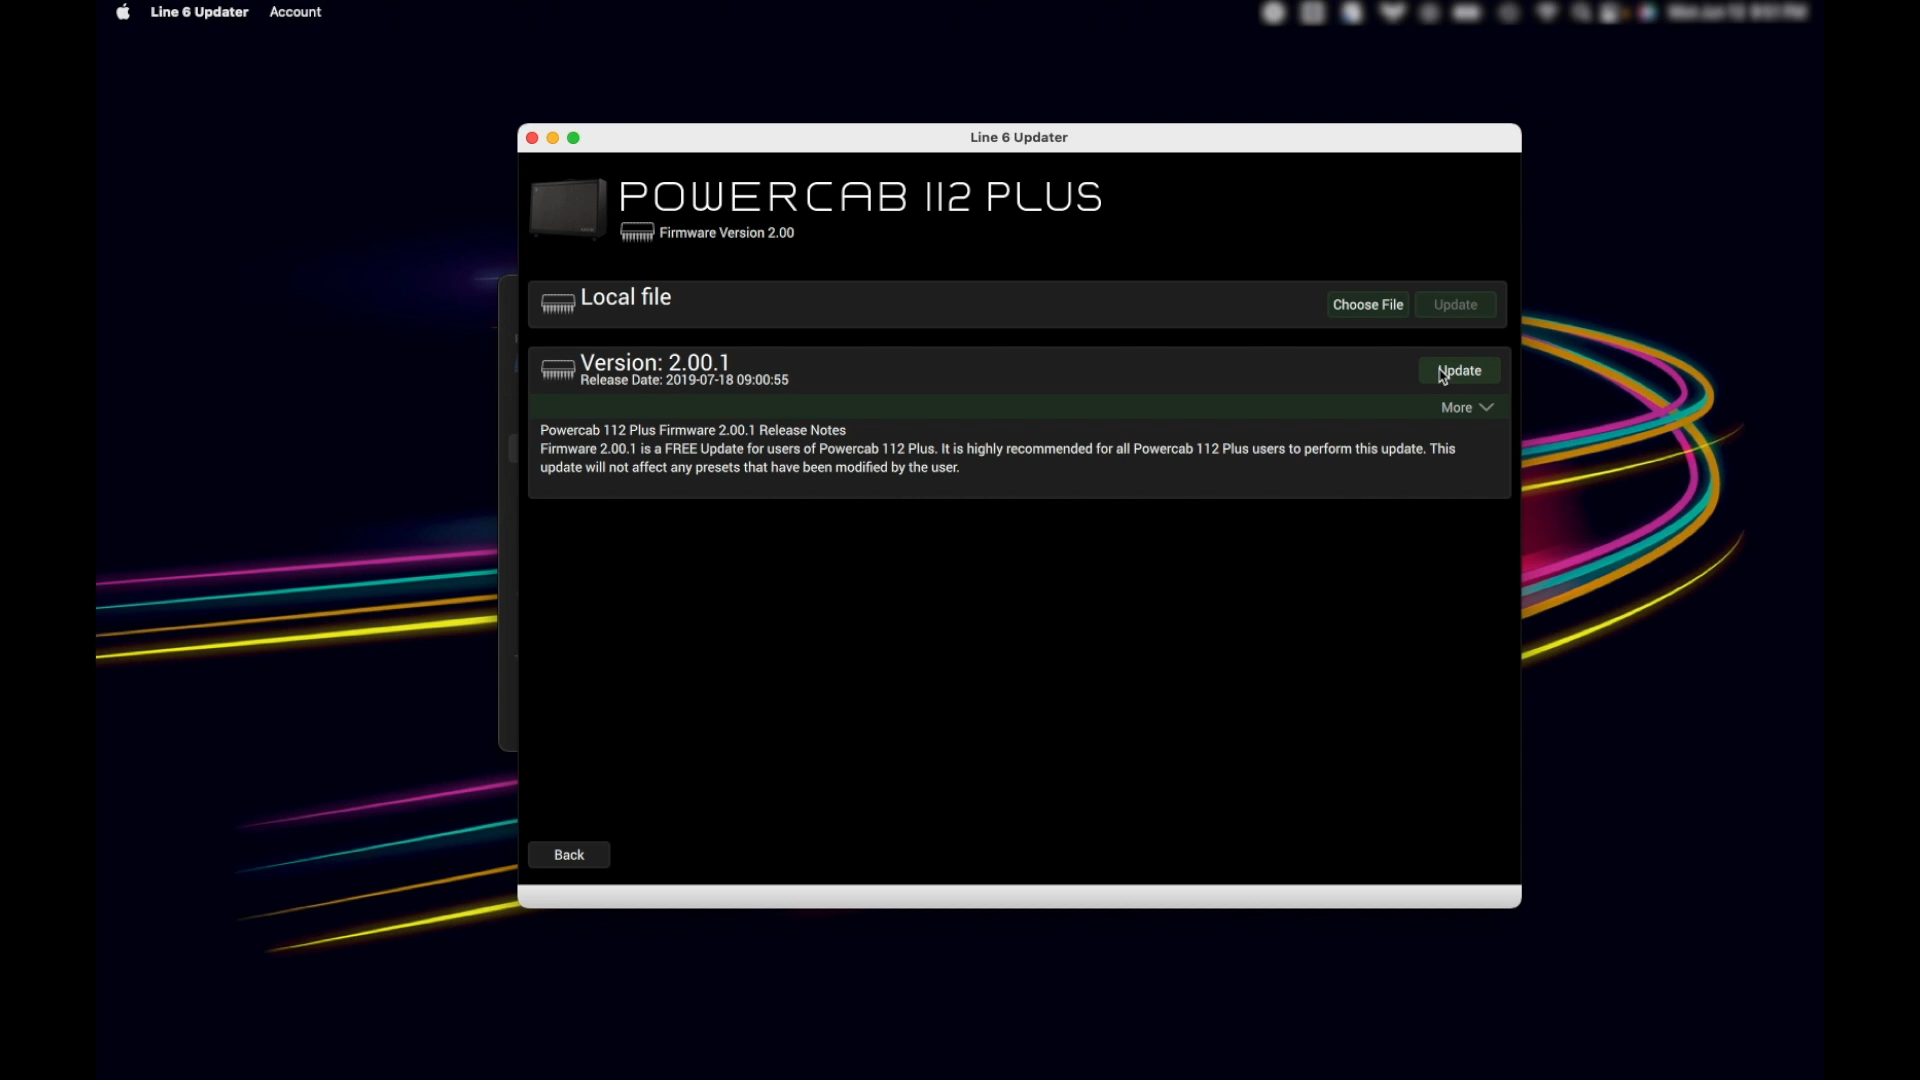 Line 6 Updater Account
Line 6 Updater
POWERCAB 112 PLUS
Firmware Version 2.00
Local file
Choose File Update
Version: 2.00.1
Release Date: 2019-07-18 09:00:55
Update
More
Powercab 112 Plus Firmware 2.00.1 Release Notes
Firmware 2.00.1 is a FREE Update for users of Powercab 112 Plus. It is highly recommended for all Powercab 112 Plus users to perform this update. This
update will not affect any presets that have been modified by the user.
Back